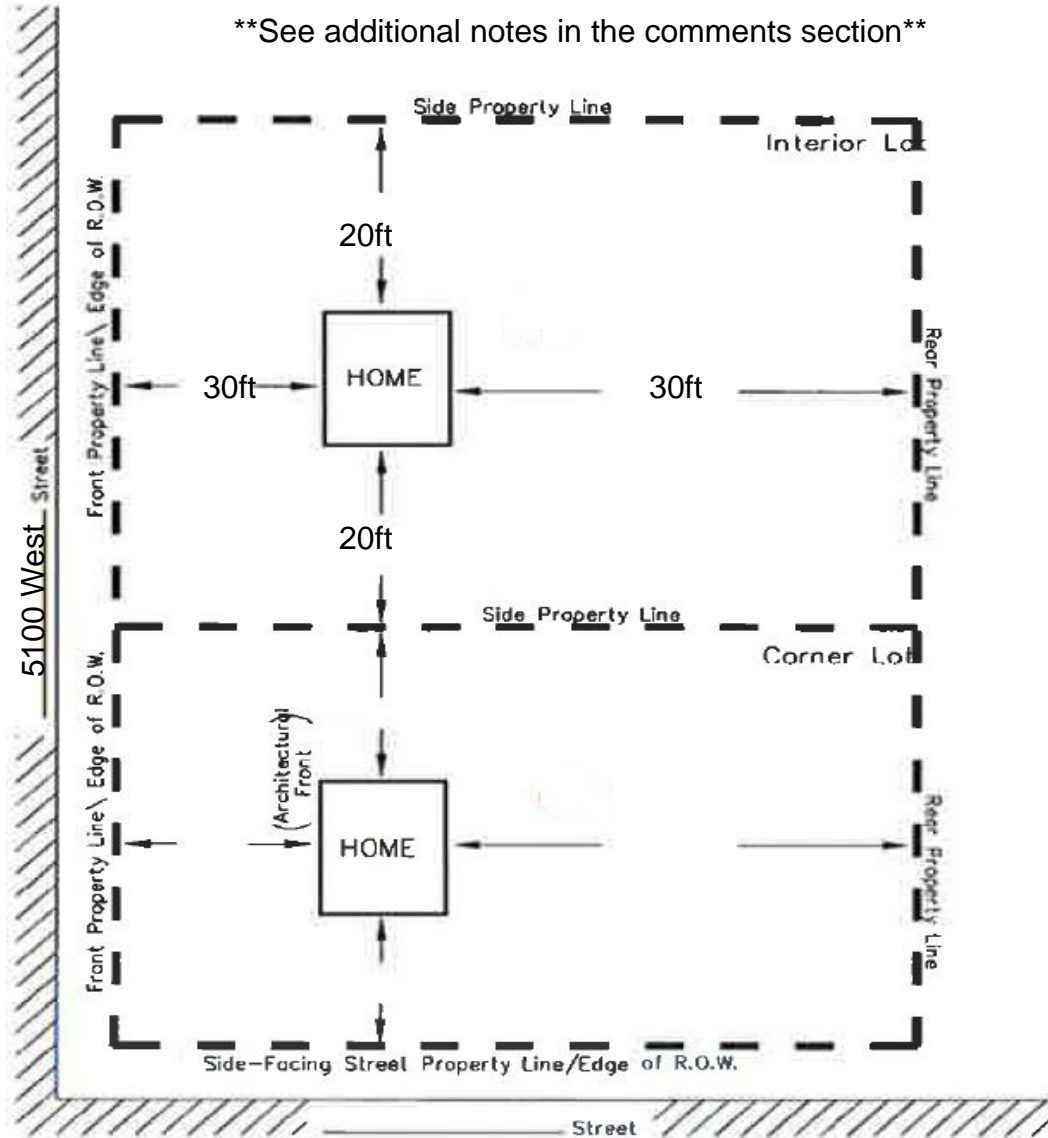 **See additional notes in the comments section**
Side Property Line
Interior Lot
Front Property Line\ Edge of R.O.W.
20ft
30ft
HOME
30ft
Rear Property Line
20ft
5100 West Street
Side Property Line
Corner Lot
Front Property Line\ Edge of R.O.W.
(Architectural
Front )
HOME
Rear Property Line
Side-Facing Street Property Line/Edge of R.O.W.
Street